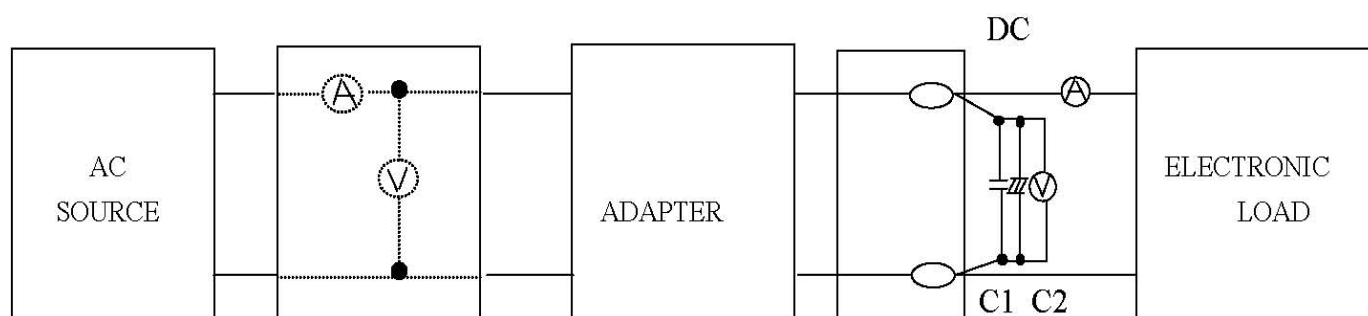 DC
A
A
AC
SOURCE
V
ADAPTER
V
ELECTRONIC
LOAD
C1 C2